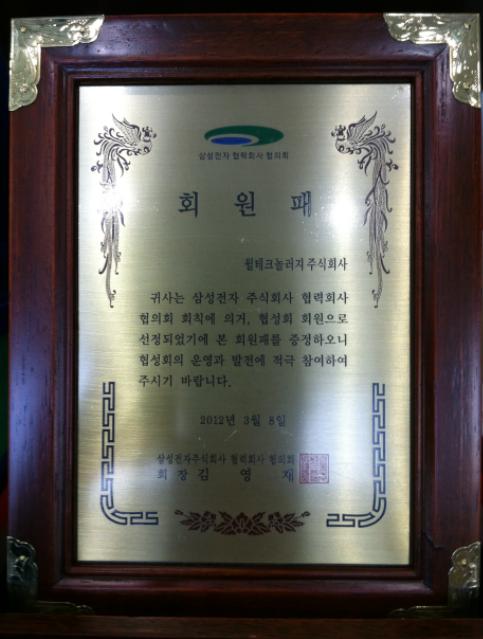 삼성전자 협력회사 협의회
회 원 패
윌테크놀러지 주식회사
귀사는 삼성전자 주식회사 협력회사
협의회 회칙에 의거, 협성회 회원으로
선정되었기에 본 회원패를 증정하오니
협성회의 운영과 발전에 적극 참여하여
주시기 바랍니다.
2012년 3월 8일
삼성전자주식회사 협력회사 협의회
회 장 김 영 재